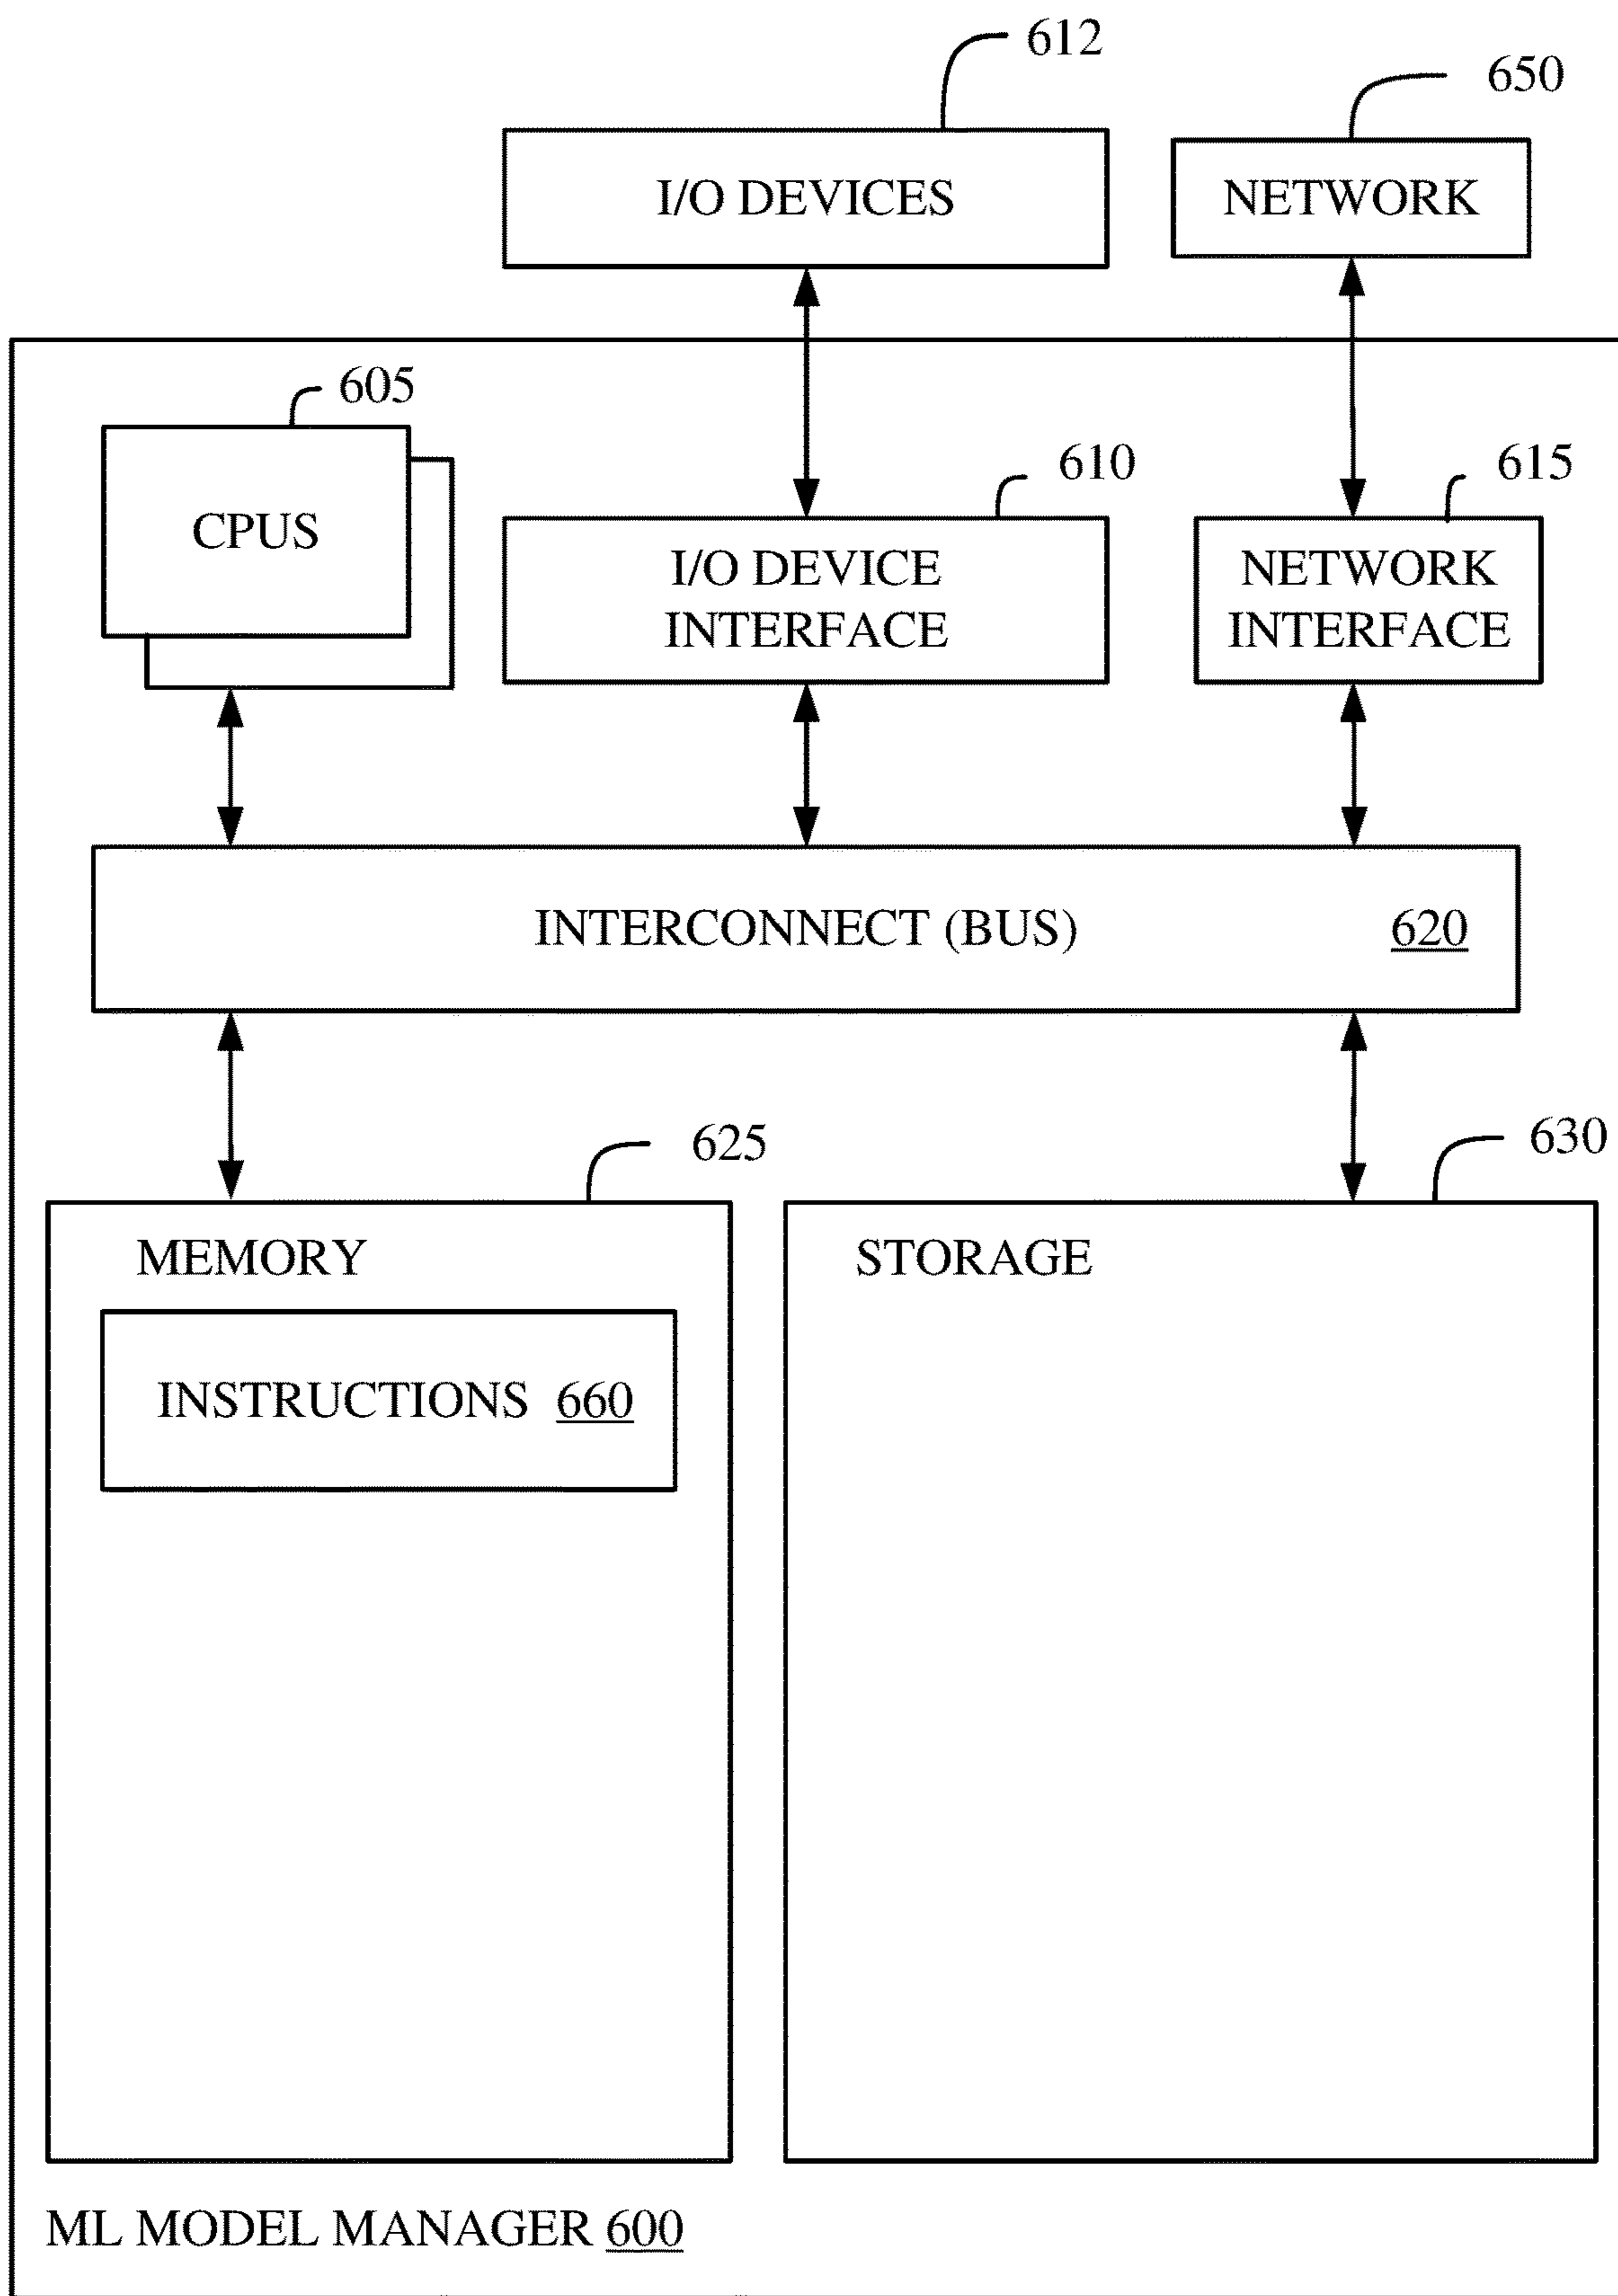 612
650
I/O DEVICES
NETWORK
605
610
615
CPUS
I/O DEVICE
INTERFACE
NETWORK
INTERFACE
INTERCONNECT (BUS) 620
625
630
MEMORY
STORAGE
INSTRUCTIONS 660
ML MODEL MANAGER 600